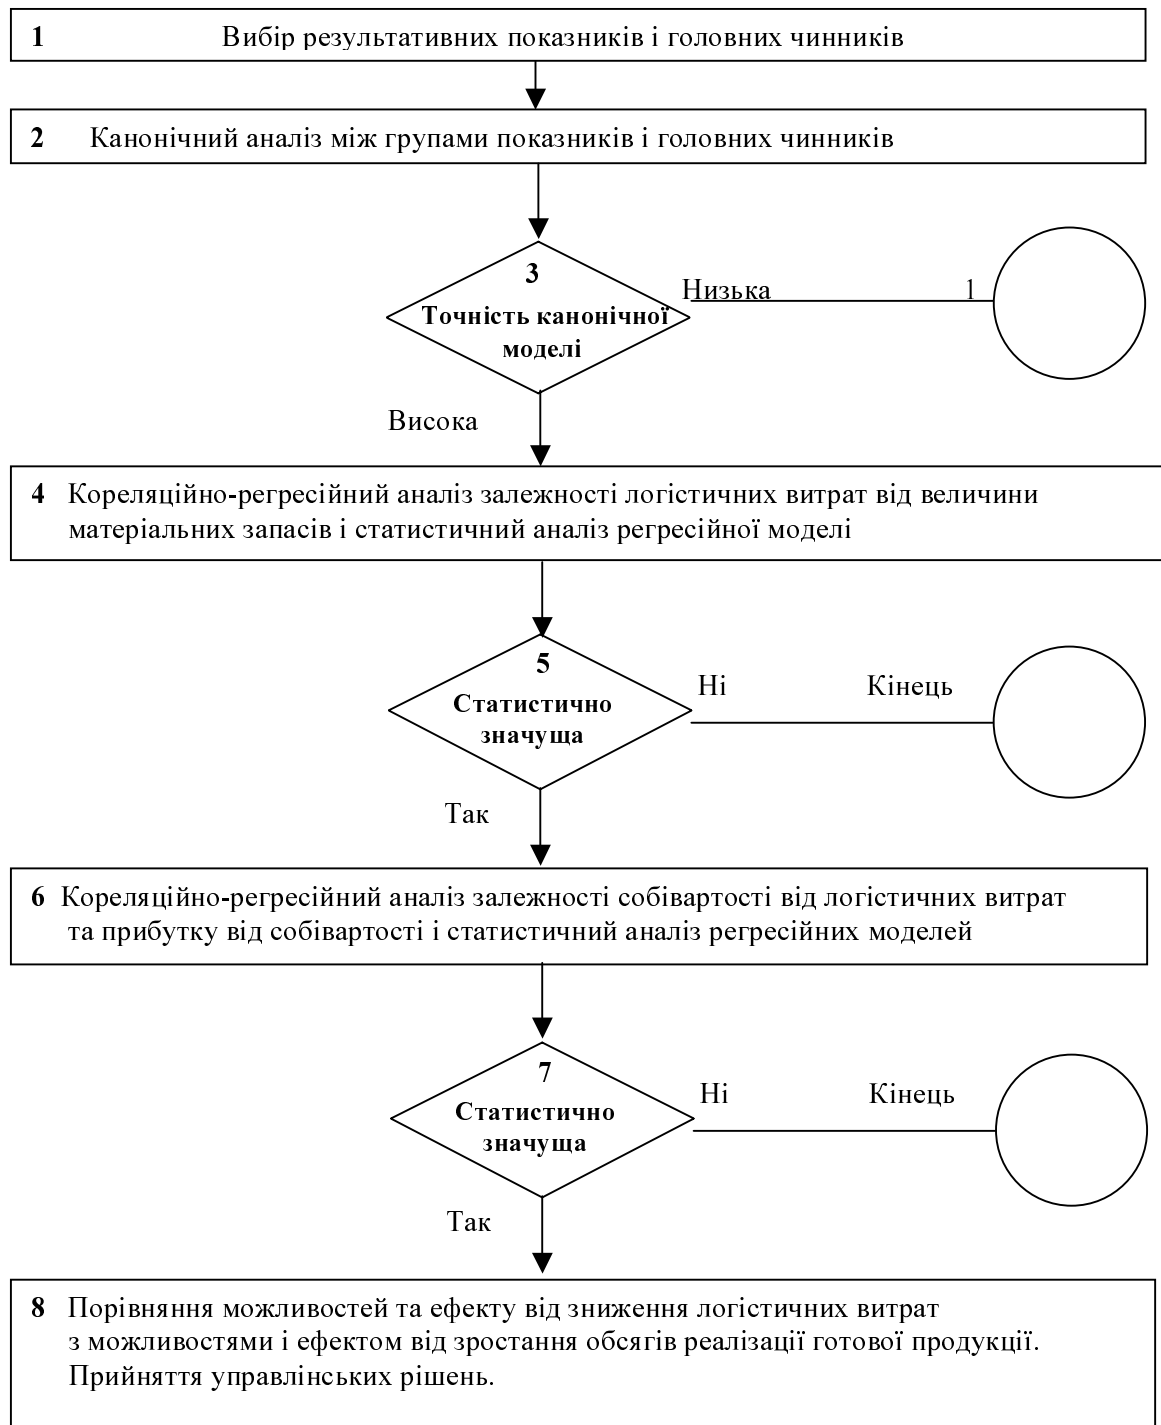 1 Вибір результативних показників і головних чинників
2 Канонічний аналіз між групами показників і головних чинників
3
Низька 1
Точність канонічної
моделі
Висока
4 Кореляційно-регресійний аналіз залежності логістичних витрат від величини
матеріальних запасів і статистичний аналіз регресійної моделі
5
Ні Кінець
Статистично
значуща
Так
6 Кореляційно-регресійний аналіз залежності собівартості від логістичних витрат
та прибутку від собівартості і статистичний аналіз регресійних моделей
7
Ні Кінець
Статистично
значуща
Так
8 Порівняння можливостей та ефекту від зниження логістичних витрат
з можливостями і ефектом від зростання обсягів реалізації готової продукції.
Прийняття управлінських рішень.